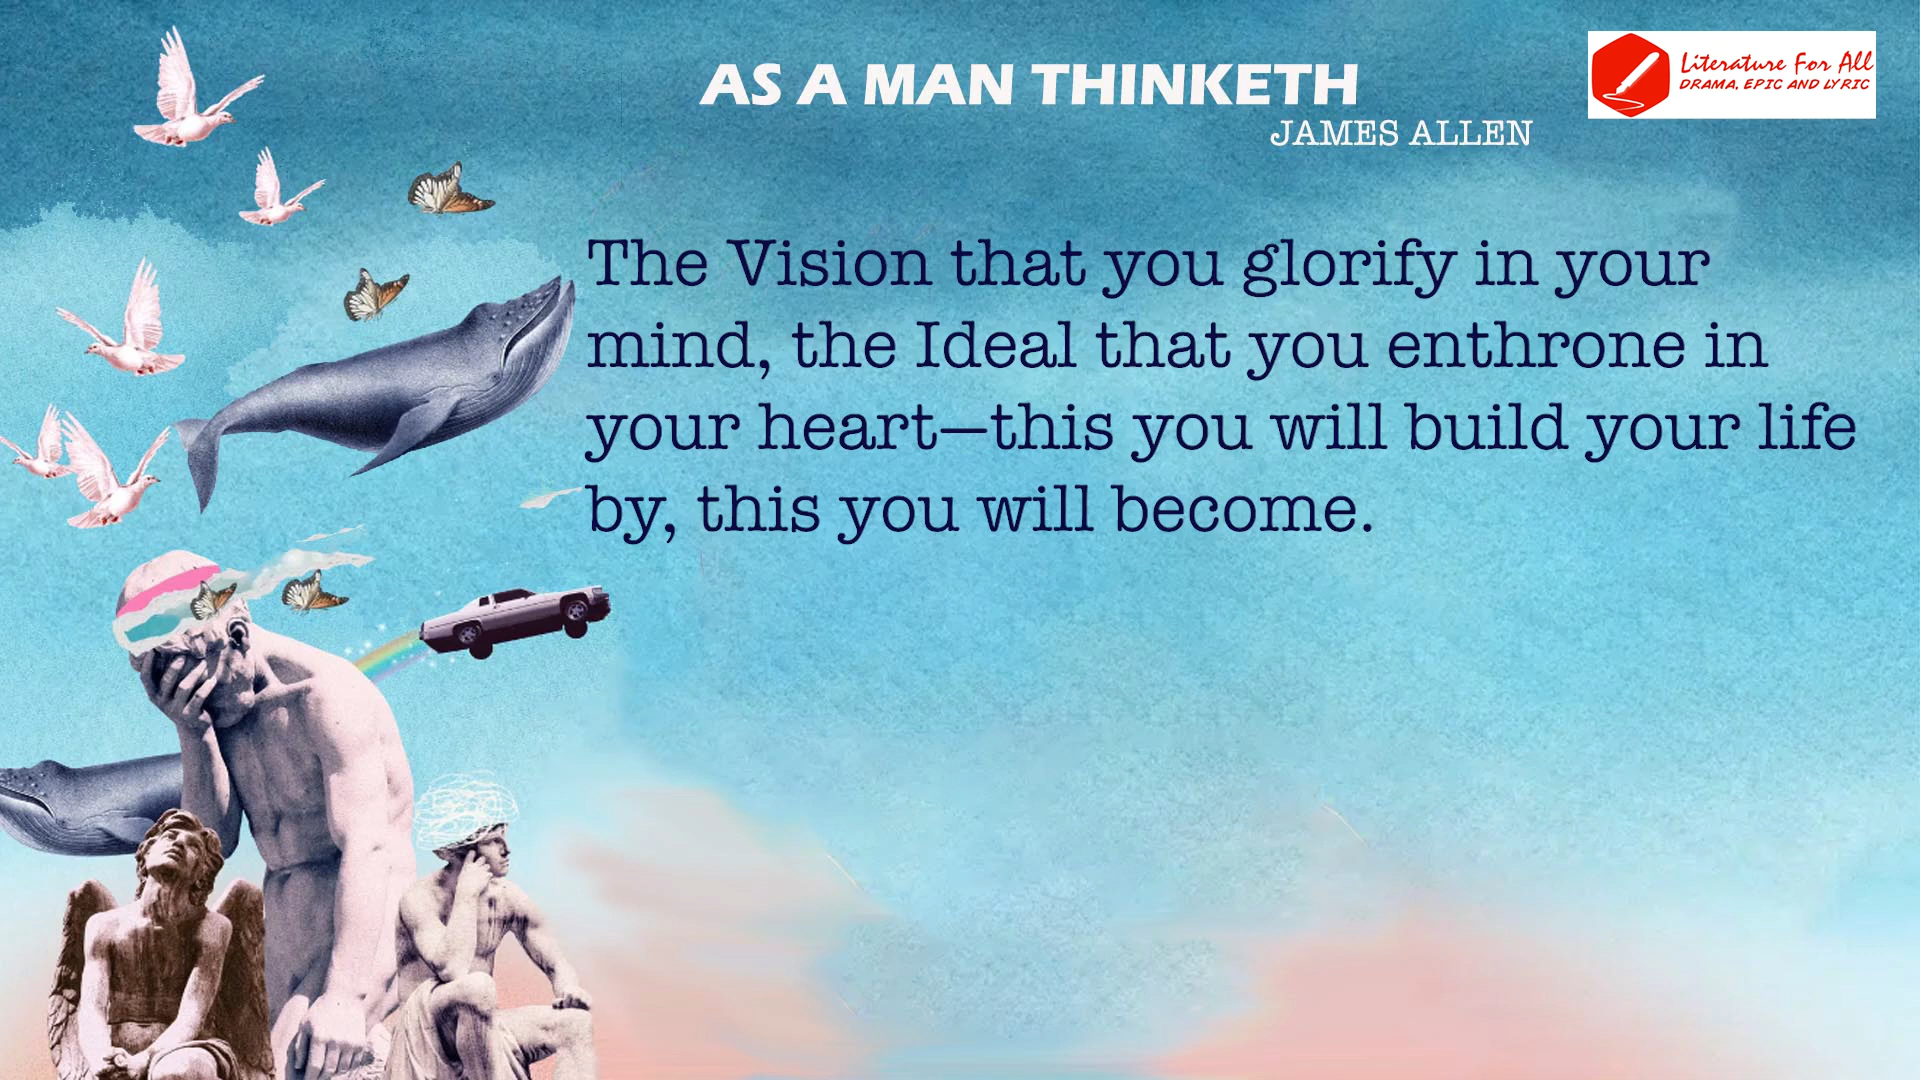 AS A MAN THINKETH
JAMES ALLEN
Literature For All
DRAMA, EPIC AND LYRIC
The Vision that you glorify in your
mind, the Ideal that you enthrone in
your heart—this you will build your life
by, this you will become.